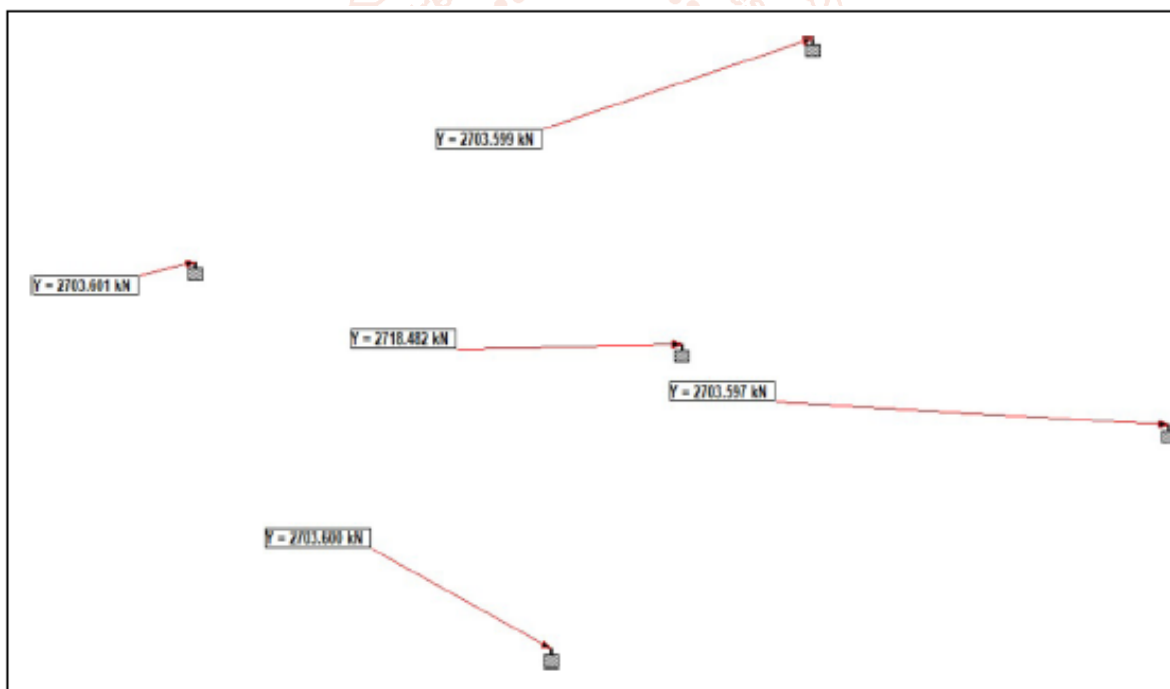 Y = 2703.599 kN
Y = 2703.601 kN
Y = 2718.482 kN
Y = 2703.597 kN
Y = 2703.600 kN